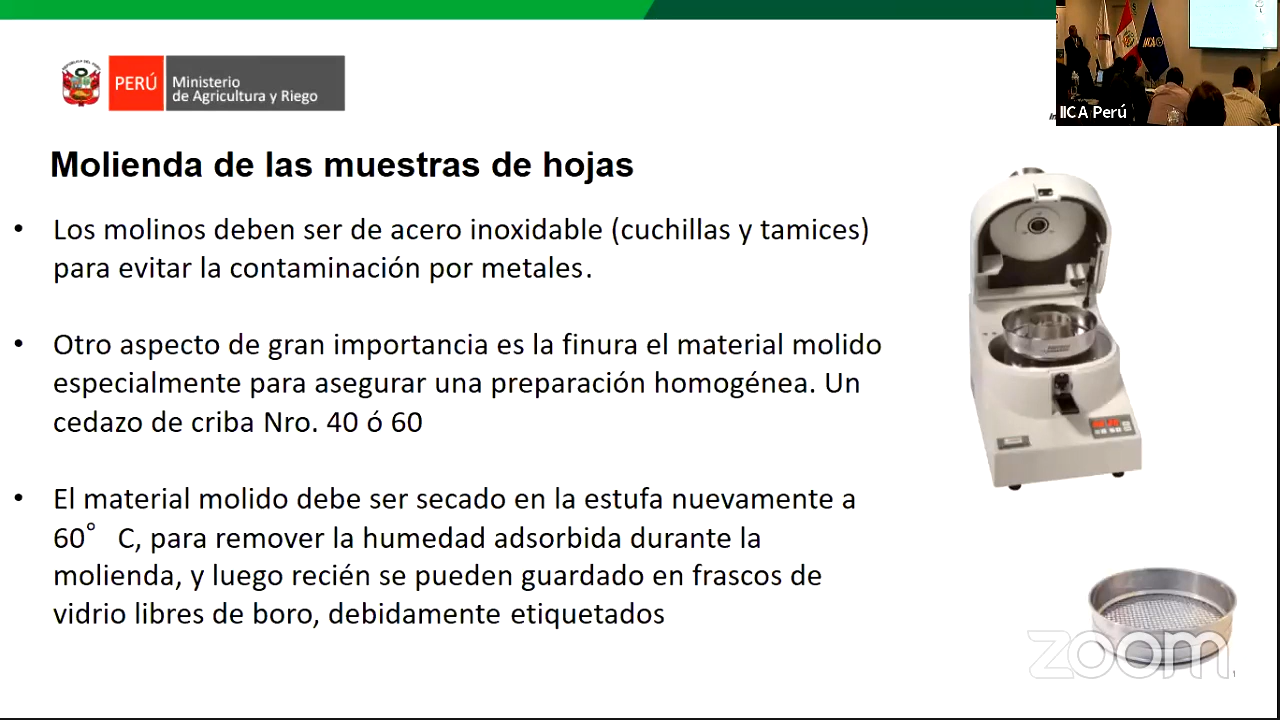 PERÚ
Ministerio
de Agricultura y Riego
IICA
IICA Perú
Molienda de las muestras de hojas
• Los molinos deben ser de acero inoxidable (cuchillas y tamices)
para evitar la contaminación por metales.
• Otro aspecto de gran importancia es la finura el material molido
especialmente para asegurar una preparación homogénea. Un
cedazo de criba Nro. 40 ó 60
• El material molido debe ser secado en la estufa nuevamente a
60° C, para remover la humedad adsorbida durante la
molienda, y luego recién se pueden guardado en frascos de
vidrio libres de boro, debidamente etiquetados
zoom
1